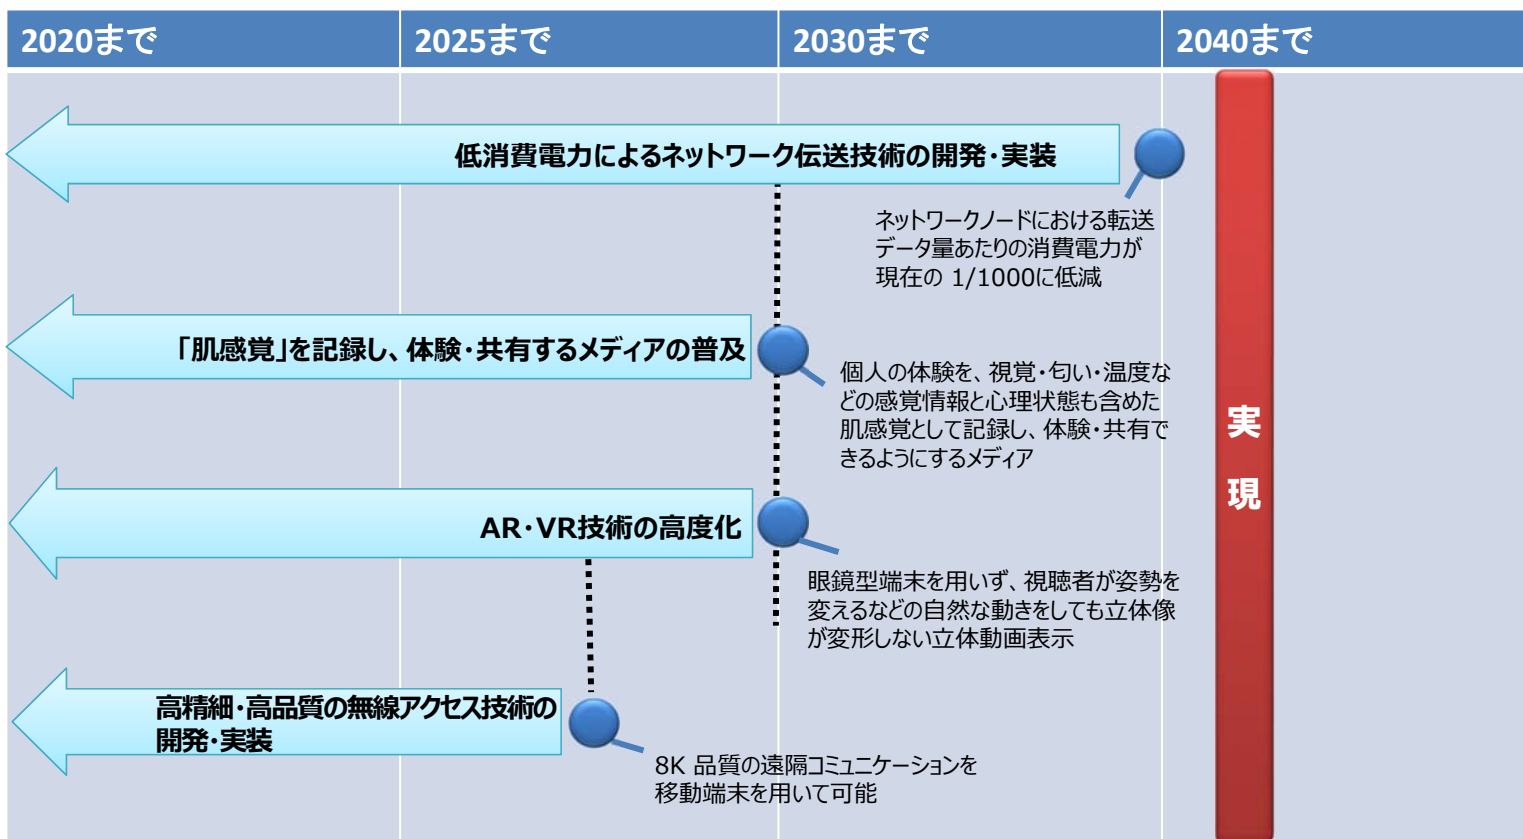 2020まで
2025まで
2030まで
2040まで
低消費電力によるネットワーク伝送技術の開発・実装
ネットワークノードにおける転送
データ量あたりの消費電力が
現在の 1/1000に低減
「肌感覚」を記録し、体験・共有するメディアの普及
個人の体験を、視覚・匂い・温度な
どの感覚情報と心理状態も含めた
肌感覚として記録し、体験・共有で
きるようにするメディア
AR・VR技術の高度化
眼鏡型端末を用いず、視聴者が姿勢を
変えるなどの自然な動きをしても立体像
が変形しない立体動画表示
高精細・高品質の無線アクセス技術の
開発・実装
8K 品質の遠隔コミュニケーションを
移動端末を用いて可能
実
現